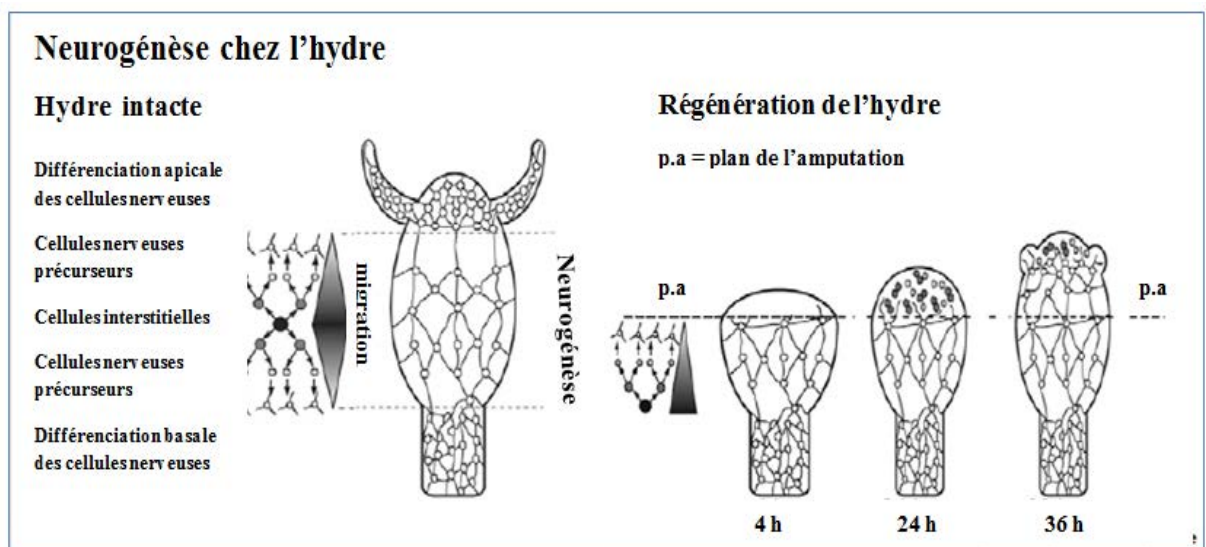 Neurogénèse chez l'hydre
Hydre intacte
Différenciation apicale
des cellules nerveuses
Cellules nerveuses
précurseurs
Cellules interstitielles
Cellules nerveuses
précurseurs
Différenciation basale
des cellules nerveuses
migration
Neurogénèse
Régénération de l'hydre
p.a = plan de l'amputation
p.a
p.a
4 h
24 h
36 h